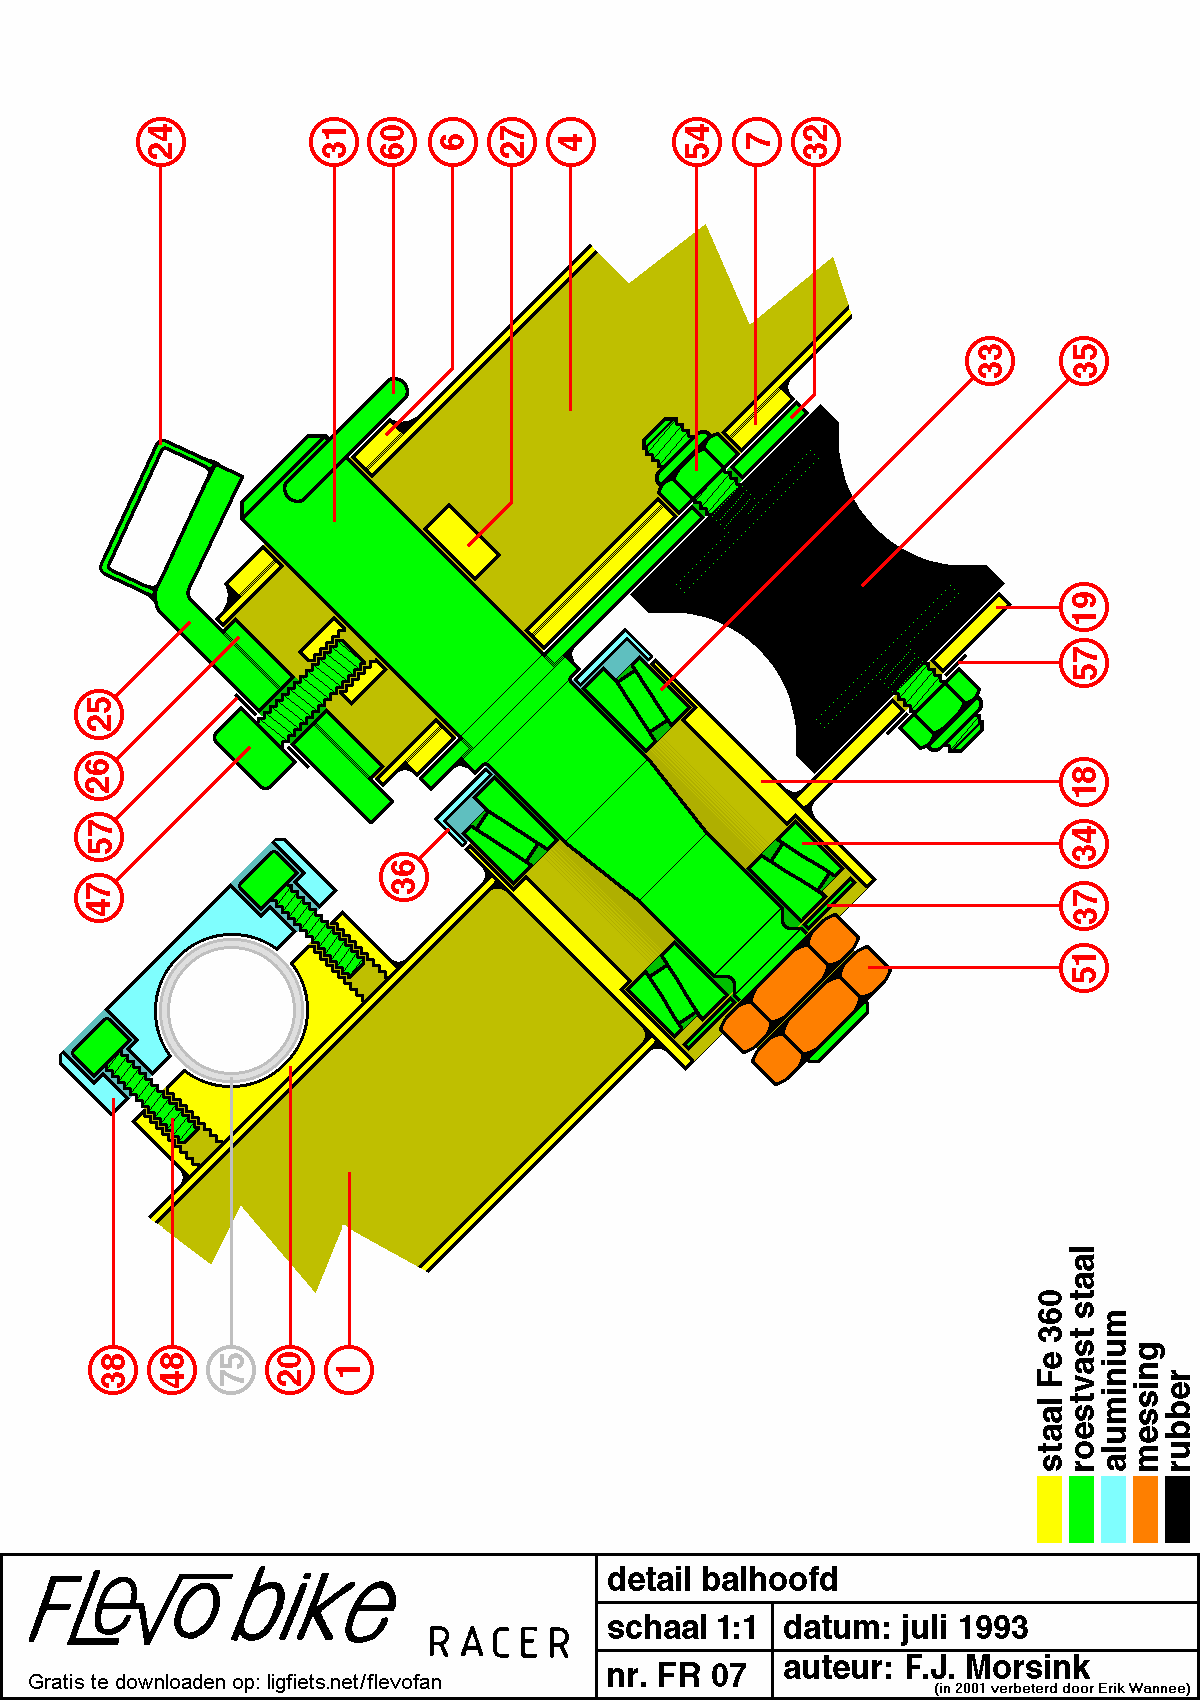 24
31
60
6
27
4
54
7
32
33
35
19
57
18
34
37
51
25
26
57
47
36
38
48
75
20
1
staal Fe 360
roestvast staal
aluminium
messing
rubber
Flevo bike
RACER
Gratis te downloaden op: ligfiets.net/flevofan
detail balhoofd
schaal 1:1
datum: juli 1993
nr. FR 07
auteur: F.J. Morsink
(in 2001 verbeterd door Erik Wannee)